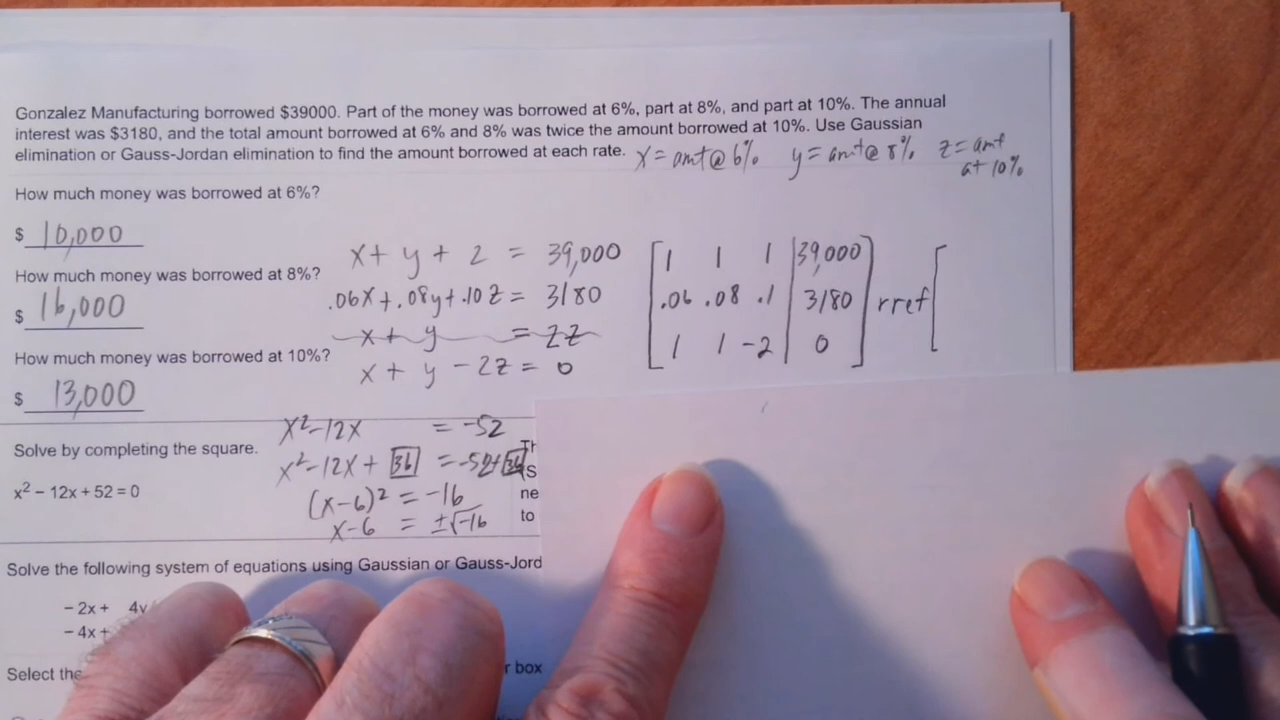 Gonzalez Manufacturing borrowed $39000. Part of the money was borrowed at 6%, part at 8%, and part at 10%. The annual
interest was $3180, and the total amount borrowed at 6% and 8% was twice the amount borrowed at 10%. Use Gaussian
elimination or Gauss-Jordan elimination to find the amount borrowed at each rate.
x = amt @ 6% y = amt @ 8% z = amt
at 10%
How much money was borrowed at 6%?
$ 10,000
How much money was borrowed at 8%?
$ 16,000
How much money was borrowed at 10%?
$ 13,000
x + y + z = 39,000
.06x + .08y + .10z = 3180
x + y = 2z
x + y - 2z = 0
[1 1 1 | 39,000
.06 .08 .1 | 3180
1 1 -2 | 0] rref [
Solve by completing the square.
x² − 12x + 52 = 0
x² - 12x = -52
x² - 12x + 36 = -52 + 36
(x - 6)² = -16
x - 6 = ±√-16
ne
to
Solve the following system of equations using Gaussian or Gauss-Jord
− 2x + 4y
− 4x +
Select the
r box